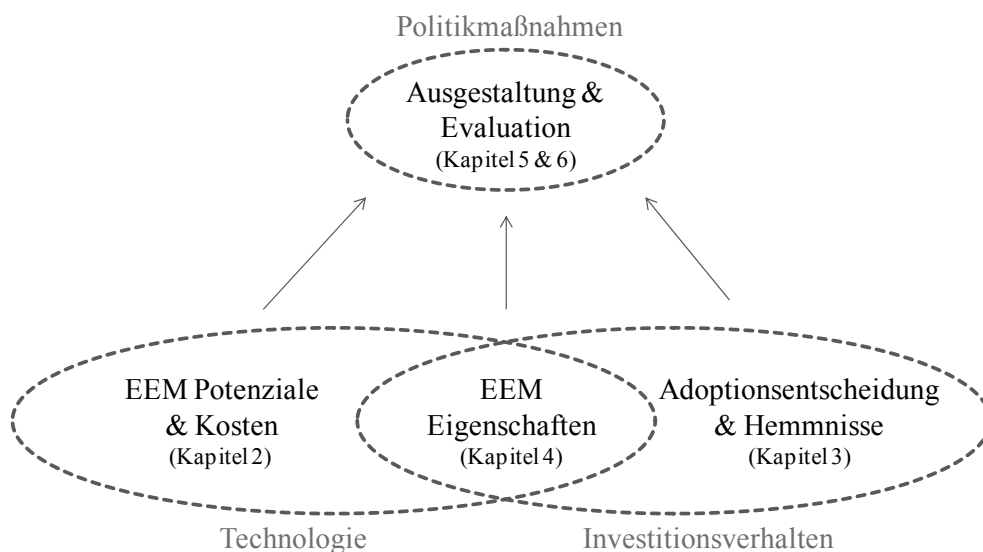 Politikmaßnahmen
Ausgestaltung &
Evaluation
(Kapitel 5 & 6)
EEM Potenziale
& Kosten
(Kapitel 2)
EEM
Eigenschaften
(Kapitel 4)
Adoptionsentscheidung
& Hemmnisse
(Kapitel 3)
Technologie
Investitionsverhalten